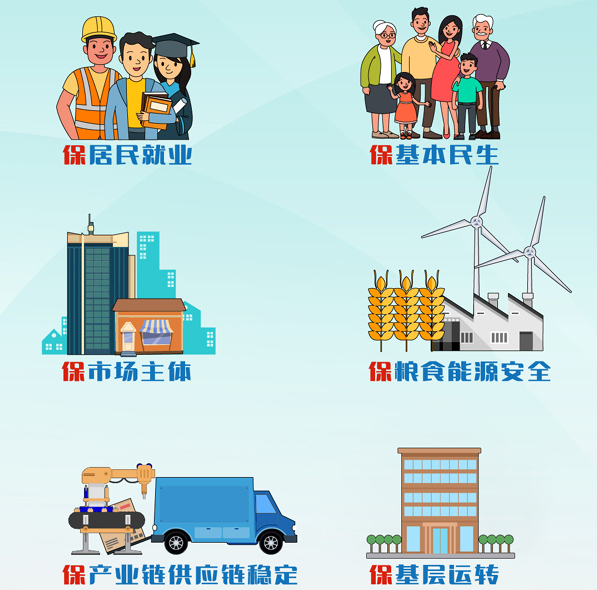 保居民就业
保基本民生
保市场主体
保粮食能源安全
保产业链供应链稳定
保基层运转